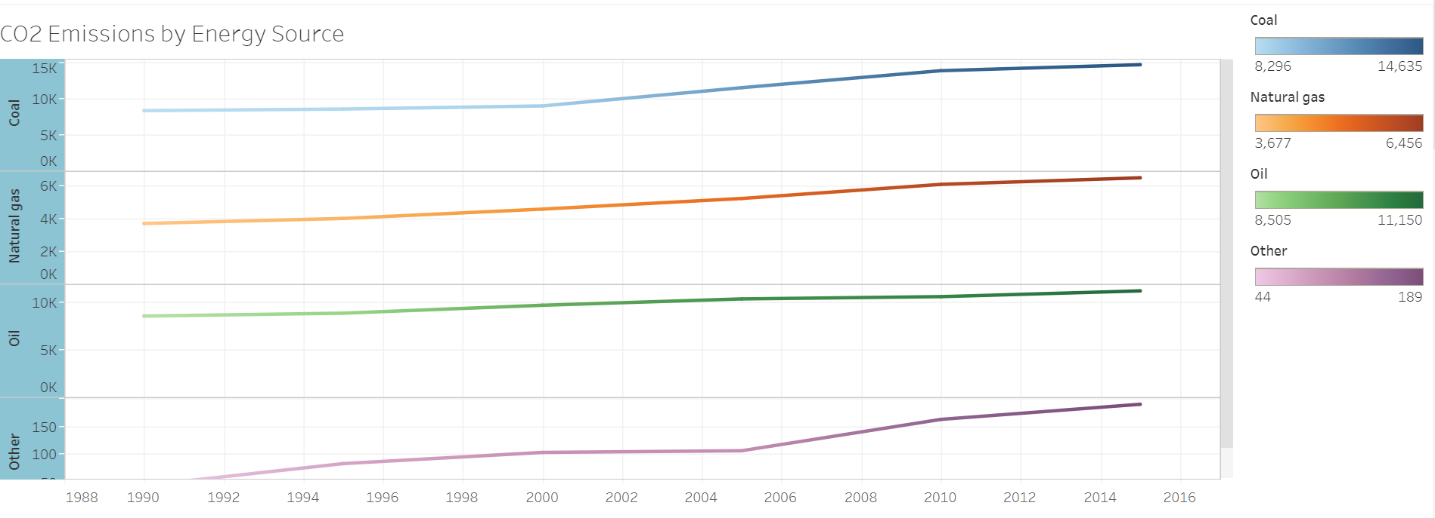 CO2 Emissions by Energy Source
Coal
15K
10K
5K
0K
Natural gas
6K
4K
2K
0K
Oil
10K
5K
0K
Other
150
100
1988 1990 1992 1994 1996 1998 2000 2002 2004 2006 2008 2010 2012 2014 2016
Coal
8,296 14,635
Natural gas
3,677 6,456
Oil
8,505 11,150
Other
44 189